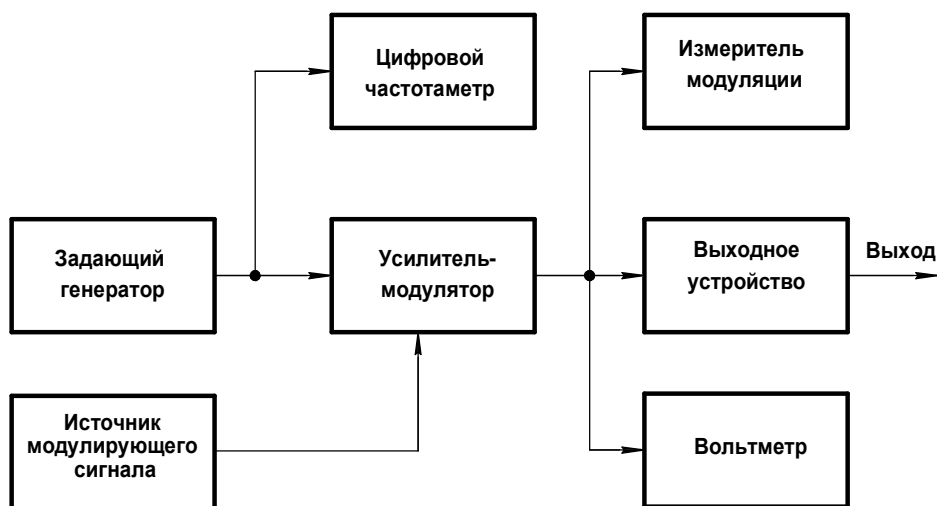 Цифровой
частотаметр
Измеритель
модуляции
Задающий
генератор
Усилитель-
модулятор
Выходное
устройство
Выход
Источник
модулирующего
сигнала
Вольтметр